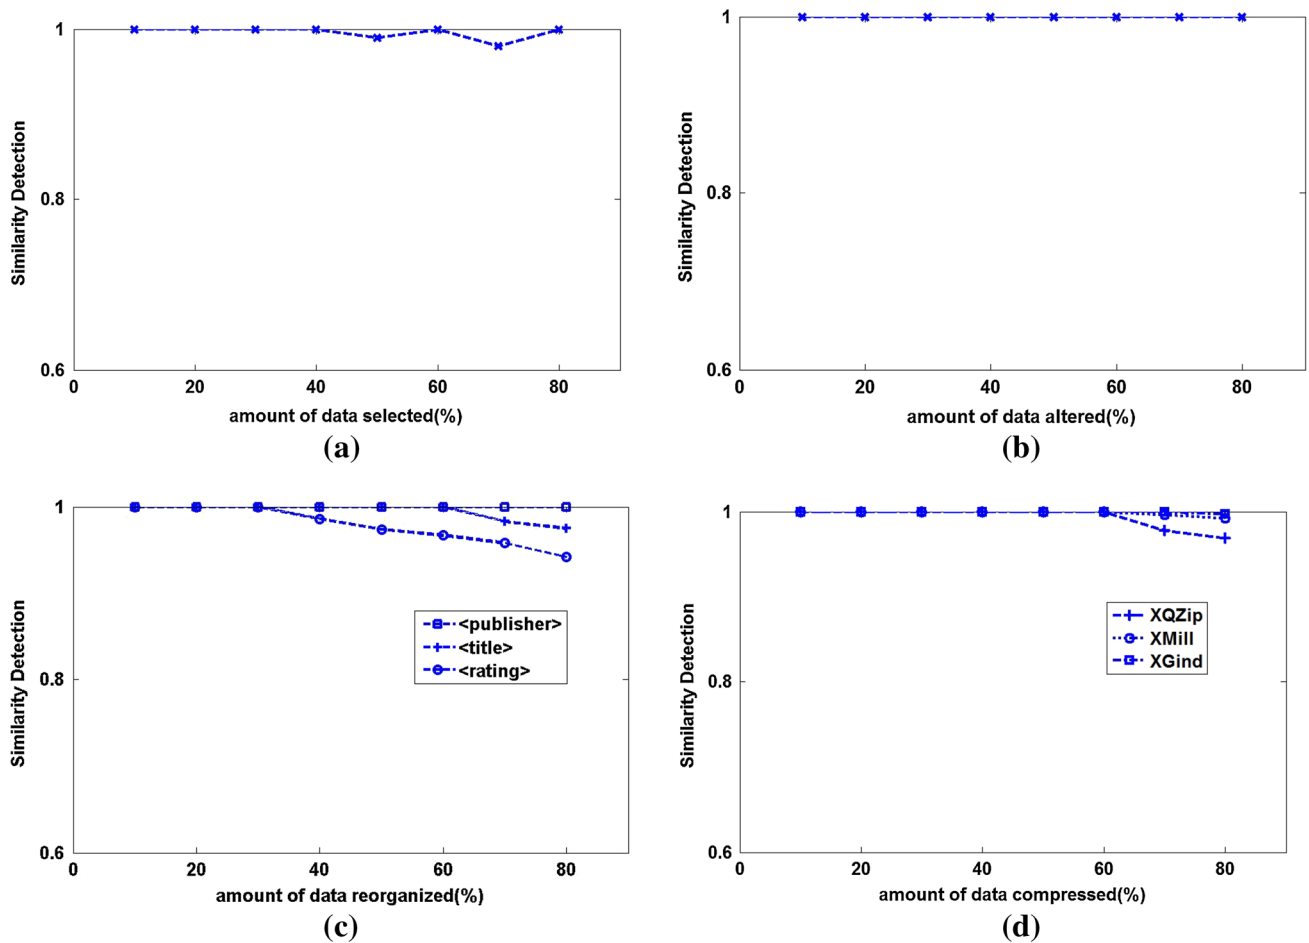 1
0.8
0.6
Similarity Detection
0 20 40 60 80
amount of data selected(%)
(a)
1
0.8
0.6
Similarity Detection
0 20 40 60 80
amount of data altered(%)
(b)
1
0.8
0.6
Similarity Detection
<publisher>
<title>
<rating>
0 20 40 60 80
amount of data reorganized(%)
(c)
1
0.8
0.6
Similarity Detection
XQZip
XMill
XGind
0 20 40 60 80
amount of data compressed(%)
(d)